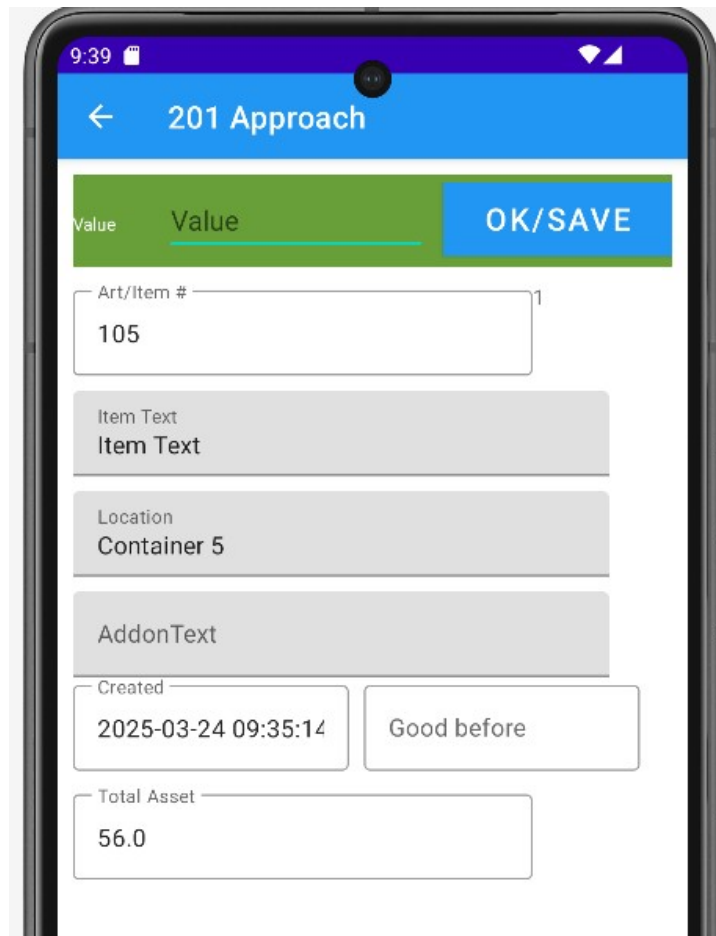 9:39
201 Approach
Value Value OK/SAVE
Art/Item #
1
105
Item Text
Item Text
Location
Container 5
AddonText
Created
2025-03-24 09:35:14 Good before
Total Asset
56.0